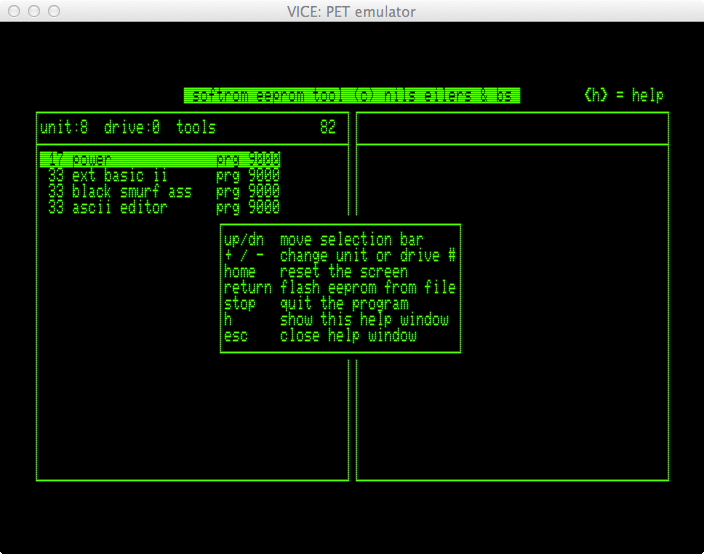 VICE: PET emulator
softrom eeprom tool (c) nils eilers & bs {h} = help
unit:8 drive:0 tools 82
17 power prg 9000
33 ext basic ii prg 9000
33 black smurf ass prg 9000
33 ascii editor prg 9000
up/dn move selection bar
+ / - change unit or drive #
home reset the screen
return flash eeprom from file
stop quit the program
h show this help window
esc close help window